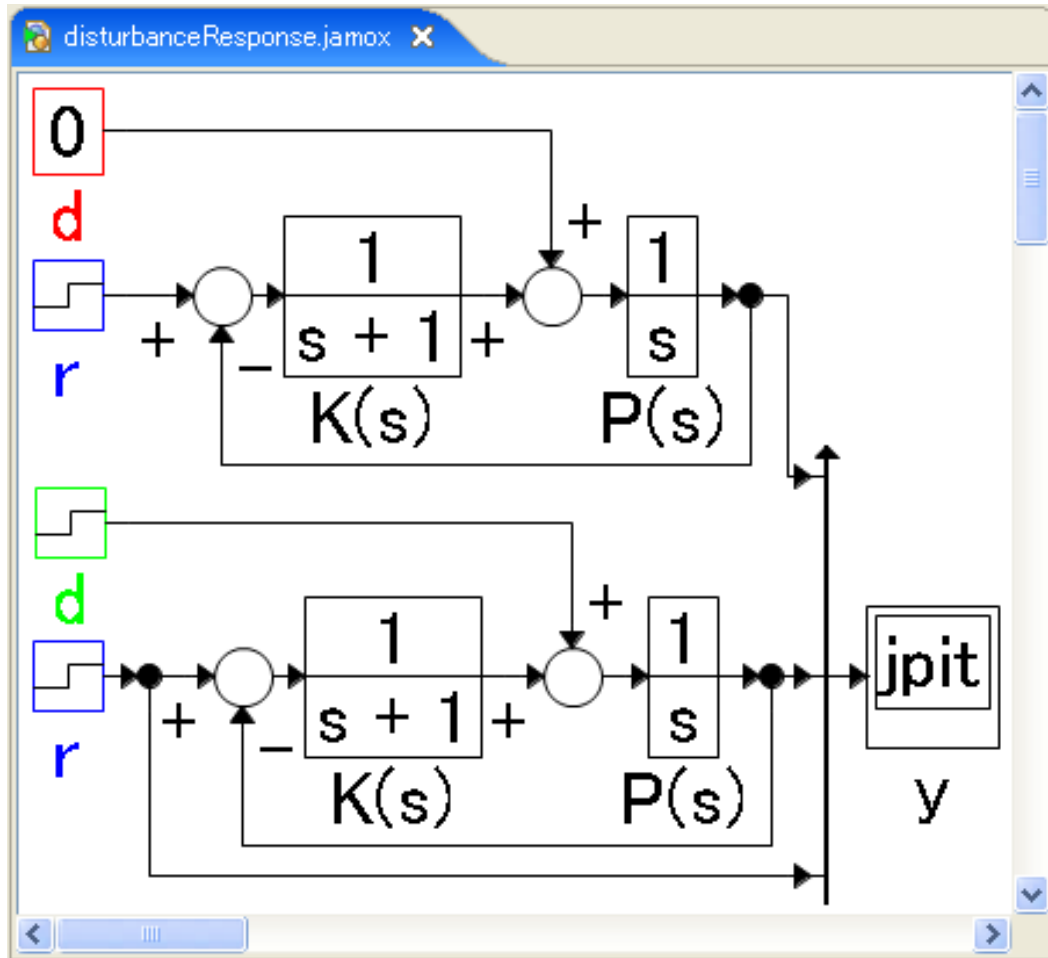 disturbanceResponse.jamox
0
d
+
1
1
s + 1
s
+
+
−
r
K(s)
P(s)
d
+
1
1
s + 1
s
jpit
+
+
−
r
K(s)
P(s)
y